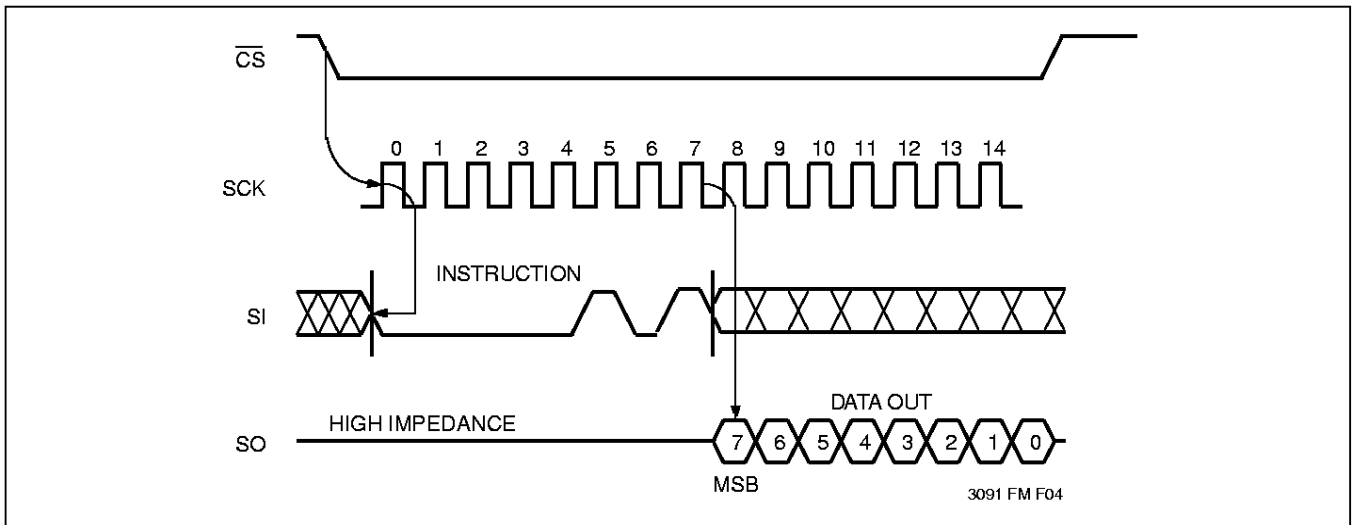 CS
0 1 2 3 4 5 6 7 8 9 10 11 12 13 14
SCK
INSTRUCTION
SI
HIGH IMPEDANCE
DATA OUT
SO
7 6 5 4 3 2 1 0
MSB
3091 FM F04